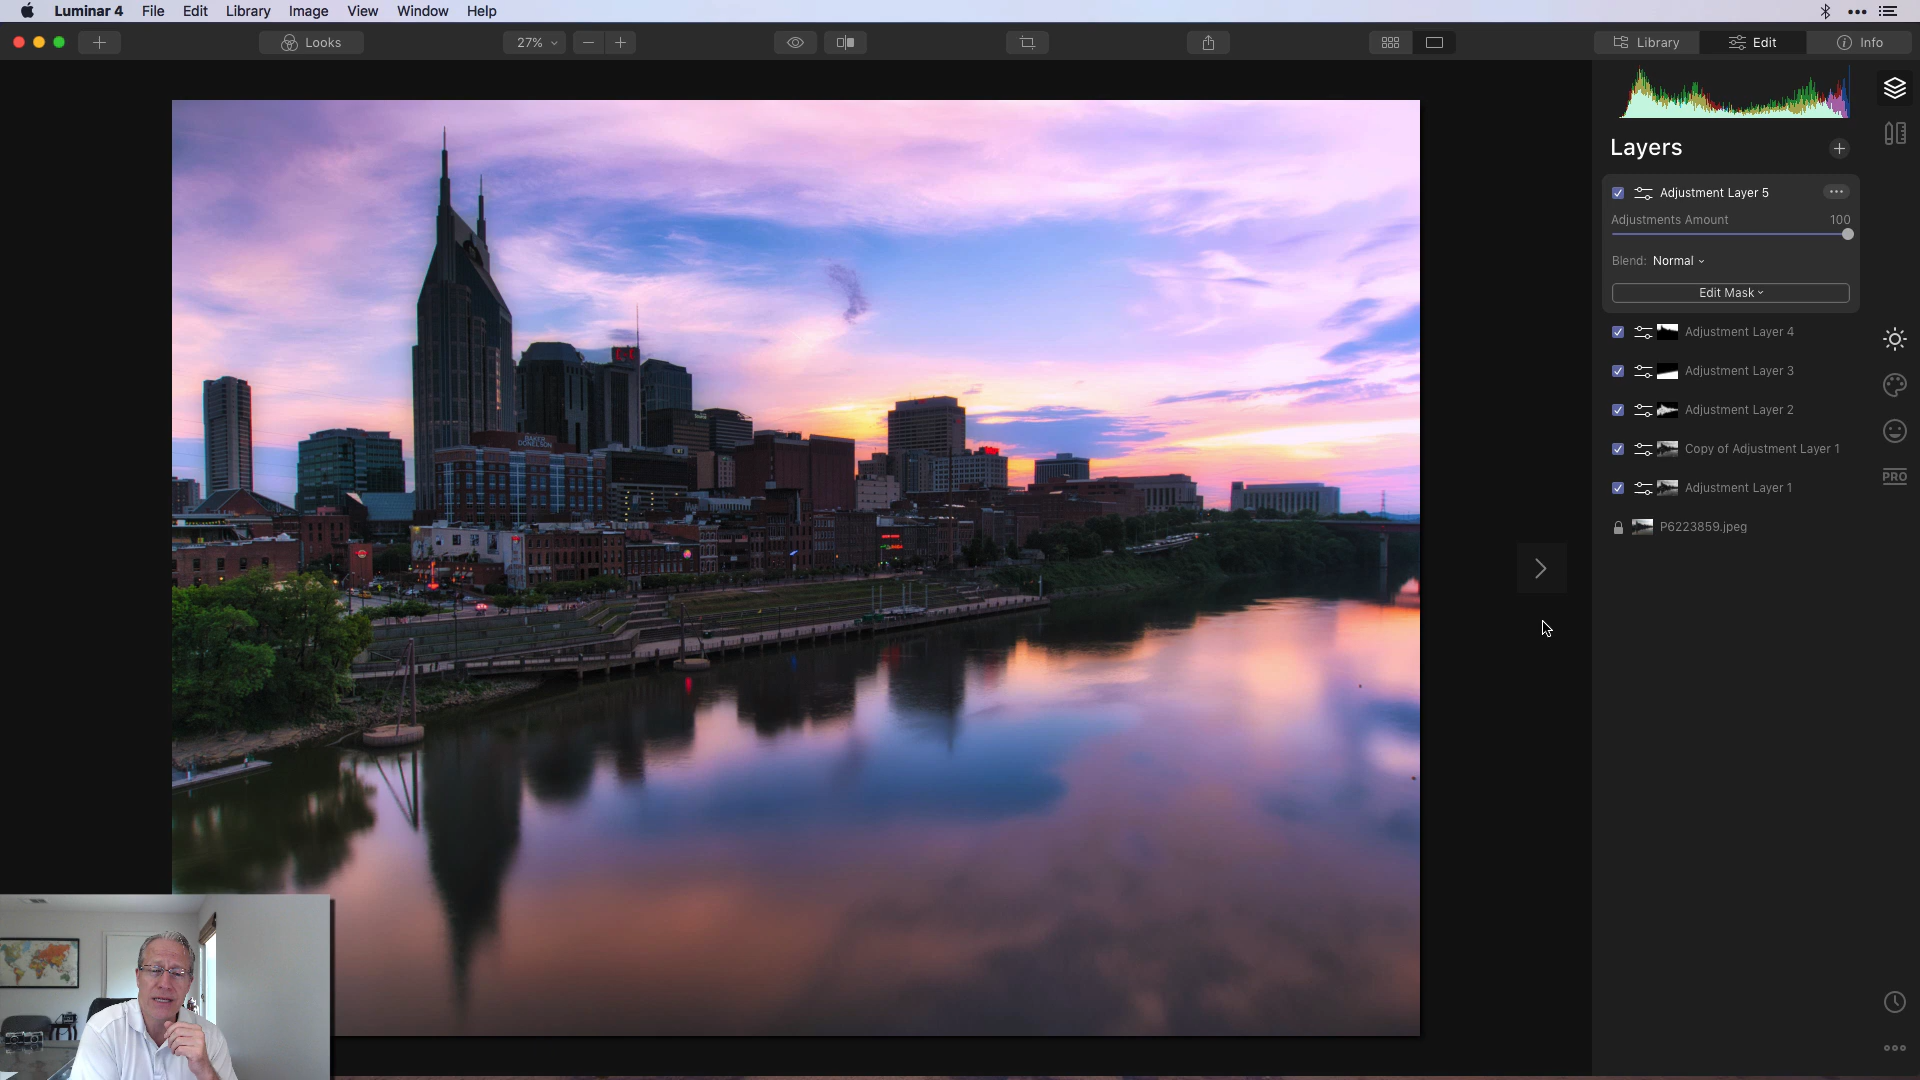 Luminar 4 File Edit Library Image View Window Help
Looks
27%
Library
Edit
Info
Layers
Adjustment Layer 5
Adjustments Amount 100
Blend: Normal
Edit Mask
Adjustment Layer 4
Adjustment Layer 3
Adjustment Layer 2
Copy of Adjustment Layer 1
Adjustment Layer 1
P6223859.jpeg
PRO
BAKER
DONELSON